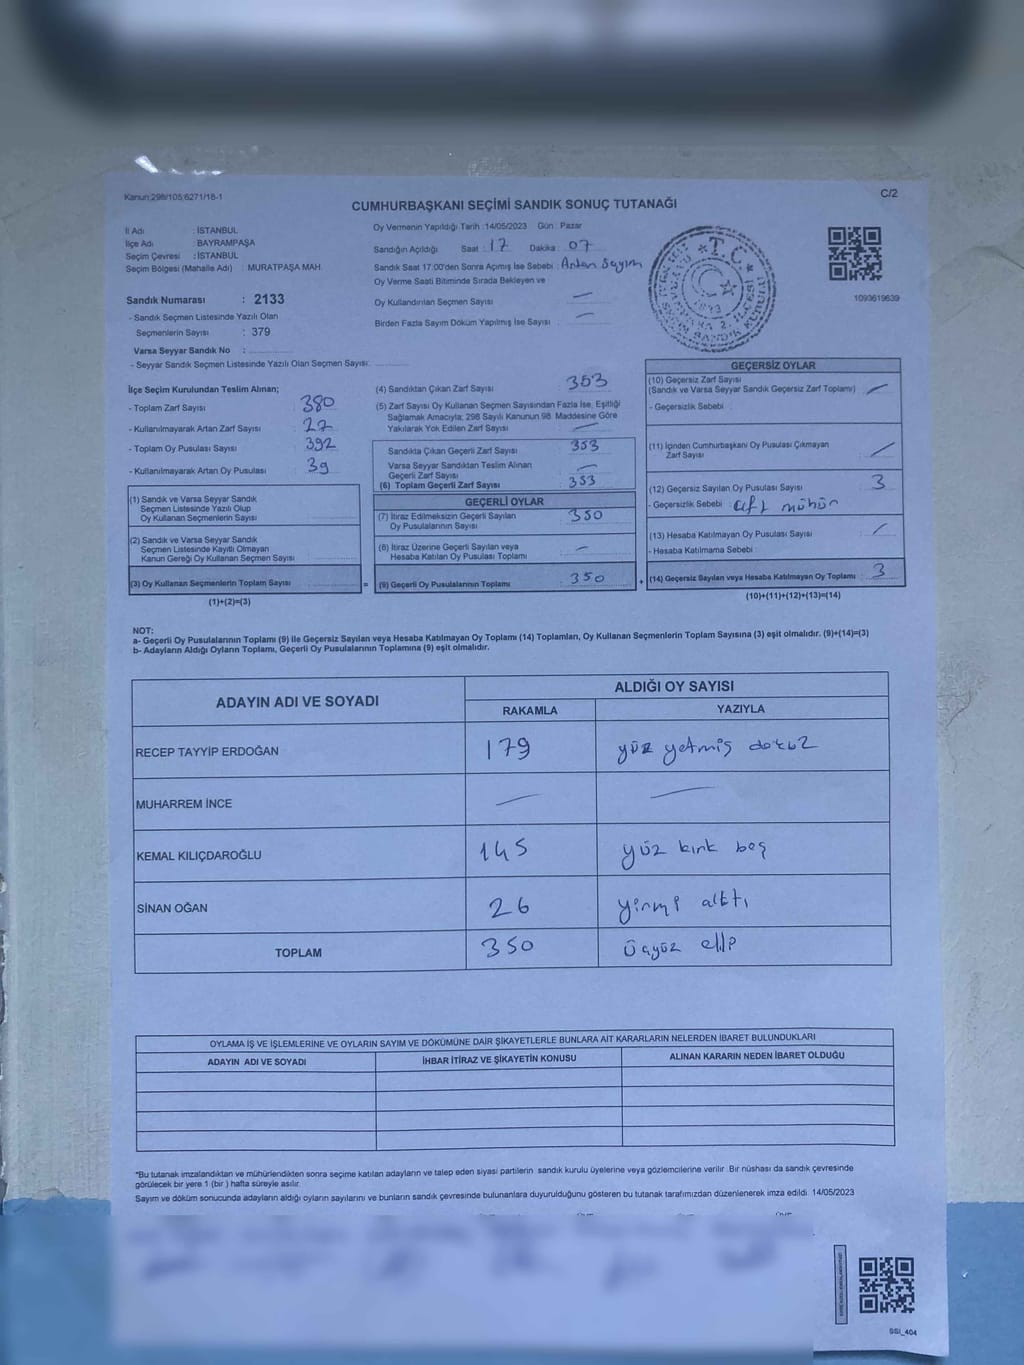 Kanun:298/105;6271/18-1
C/2
CUMHURBAŞKANI SEÇİMİ SANDIK SONUÇ TUTANAĞI
İl Adı : İSTANBUL
İlçe Adı : BAYRAMPAŞA
Seçim Çevresi : İSTANBUL
Seçim Bölgesi (Mahalle Adı) : MURATPAŞA MAH.
Sandık Numarası : 2133
- Sandık Seçmen Listesinde Yazılı Olan
Seçmenlerin Sayısı : 379
Varsa Seyyar Sandık No :
- Seyyar Sandık Seçmen Listesinde Yazılı Olan Seçmen Sayısı:
Oy Vermenin Yapıldığı Tarih :14/05/2023 Gün : Pazar
Sandığın Açıldığı Saat : 17 Dakika : 07
Sandık Saat 17:00'den Sonra Açılmış İse Sebebi : Artan Sayım
Oy Verme Saati Bitiminde Sırada Bekleyen ve
Oy Kullandırılan Seçmen Sayısı
Birden Fazla Sayım Döküm Yapılmış İse Sayısı
T.C.
1093619639
İlçe Seçim Kurulundan Teslim Alınan;
- Toplam Zarf Sayısı 380
- Kullanılmayarak Artan Zarf Sayısı 27
- Toplam Oy Pusulası Sayısı 392
- Kullanılmayarak Artan Oy Pusulası 39
(1) Sandık ve Varsa Seyyar Sandık
Seçmen Listesinde Yazılı Olup
Oy Kullanan Seçmenlerin Sayısı
(2) Sandık ve Varsa Seyyar Sandık
Seçmen Listesinde Kayıtlı Olmayan
Kanun Gereği Oy Kullanan Seçmen Sayısı
(3) Oy Kullanan Seçmenlerin Toplam Sayısı =
(1)+(2)=(3)
(4) Sandıktan Çıkan Zarf Sayısı 353
(5) Zarf Sayısı Oy Kullanan Seçmen Sayısından Fazla İse, Eşitliği
Sağlamak Amacıyla; 298 Sayılı Kanunun 98. Maddesine Göre
Yakılarak Yok Edilen Zarf Sayısı
Sandıkta Çıkan Geçerli Zarf Sayısı 353
Varsa Seyyar Sandıktan Teslim Alınan
Geçerli Zarf Sayısı
(6) Toplam Geçerli Zarf Sayısı 353
GEÇERLİ OYLAR
(7) İtiraz Edilmeksizin Geçerli Sayılan 350
Oy Pusulalarının Sayısı
(8) İtiraz Üzerine Geçerli Sayılan veya
Hesaba Katılan Oy Pusulası Toplamı
(9) Geçerli Oy Pusulalarının Toplamı 350 +
GEÇERSİZ OYLAR
(10) Geçersiz Zarf Sayısı
(Sandık ve Varsa Seyyar Sandık Geçersiz Zarf Toplamı)
- Geçersizlik Sebebi
(11) İçinden Cumhurbaşkanı Oy Pusulası Çıkmayan
Zarf Sayısı
(12) Geçersiz Sayılan Oy Pusulası Sayısı 3
- Geçersizlik Sebebi : çift mühür
(13) Hesaba Katılmayan Oy Pusulası Sayısı
- Hesaba Katılmama Sebebi
(14) Geçersiz Sayılan veya Hesaba Katılmayan Oy Toplamı : 3
(10)+(11)+(12)+(13)=(14)
NOT:
a- Geçerli Oy Pusulalarının Toplamı (9) ile Geçersiz Sayılan veya Hesaba Katılmayan Oy Toplamı (14) Toplamları, Oy Kullanan Seçmenlerin Toplam Sayısına (3) eşit olmalıdır. (9)+(14)=(3)
b- Adayların Aldığı Oyların Toplamı, Geçerli Oy Pusulalarının Toplamına (9) eşit olmalıdır.
ADAYIN ADI VE SOYADI
ALDIĞI OY SAYISI
RAKAMLA YAZIYLA
RECEP TAYYİP ERDOĞAN 179 yüz yetmiş dokuz
MUHARREM İNCE
KEMAL KILIÇDAROĞLU 145 yüz kırk beş
SİNAN OĞAN 26 yirmi altı
TOPLAM 350 üçyüz elli
OYLAMA İŞ VE İŞLEMLERİNE VE OYLARIN SAYIM VE DÖKÜMÜNE DAİR ŞİKAYETLERLE BUNLARA AİT KARARLARIN NELERDEN İBARET BULUNDUKLARI
ADAYIN ADI VE SOYADI İHBAR İTİRAZ VE ŞİKAYETİN KONUSU ALINAN KARARIN NEDEN İBARET OLDUĞU
*Bu tutanak imzalandıktan ve mühürlendikten sonra seçime katılan adayların ve talep eden siyasi partilerin sandık kurulu üyelerine veya gözlemcilerine verilir. Bir nüshası da sandık çevresinde
görülecek bir yere 1 (bir) hafta süreyle asılır.
Sayım ve döküm sonucunda adayların aldığı oyların sayılarını ve bunların sandık çevresinde bulunanlara duyurulduğunu gösteren bu tutanak tarafımızdan düzenlenerek imza edildi. 14/05/2023
SSI_404